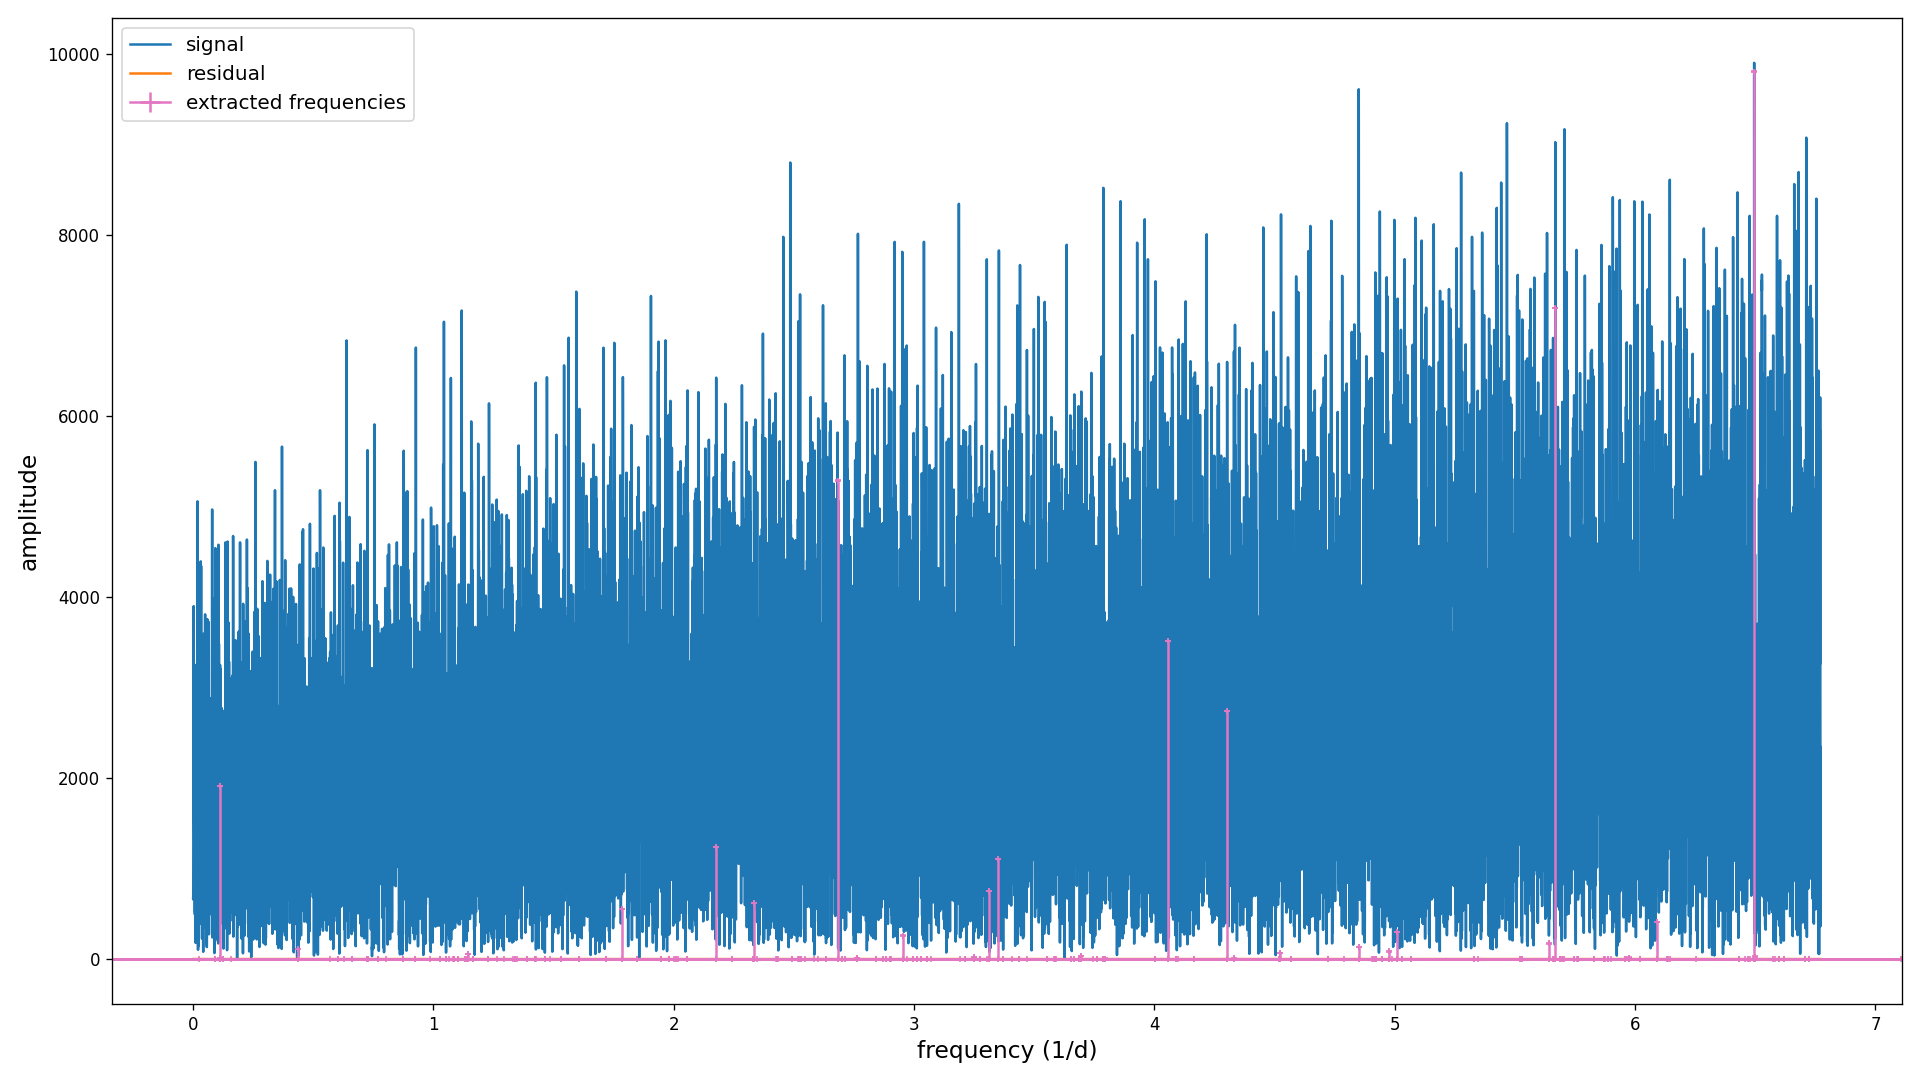 signal
residual
extracted frequencies
10000
8000
6000
4000
2000
0
amplitude
0 1 2 3 4 5 6 7
frequency (1/d)